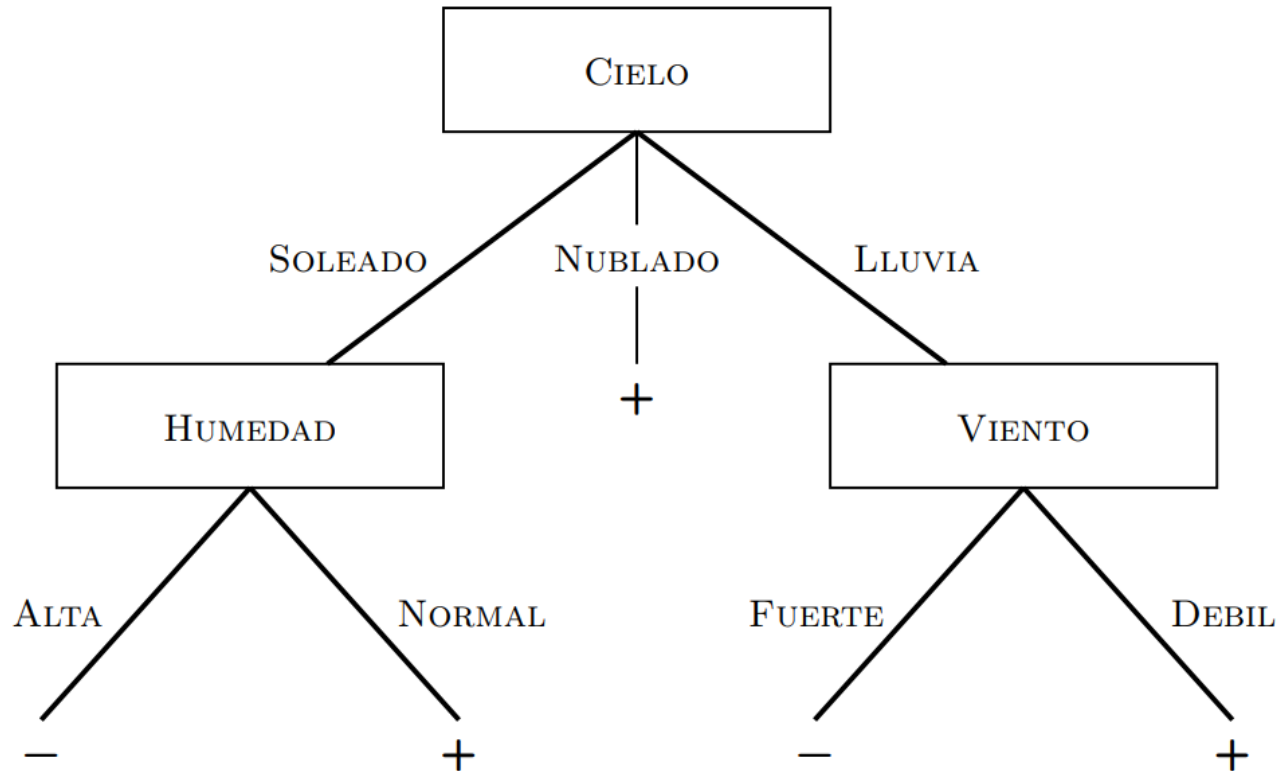 CIELO
SOLEADO NUBLADO LLUVIA
+
HUMEDAD VIENTO
ALTA NORMAL FUERTE DEBIL
− + − +